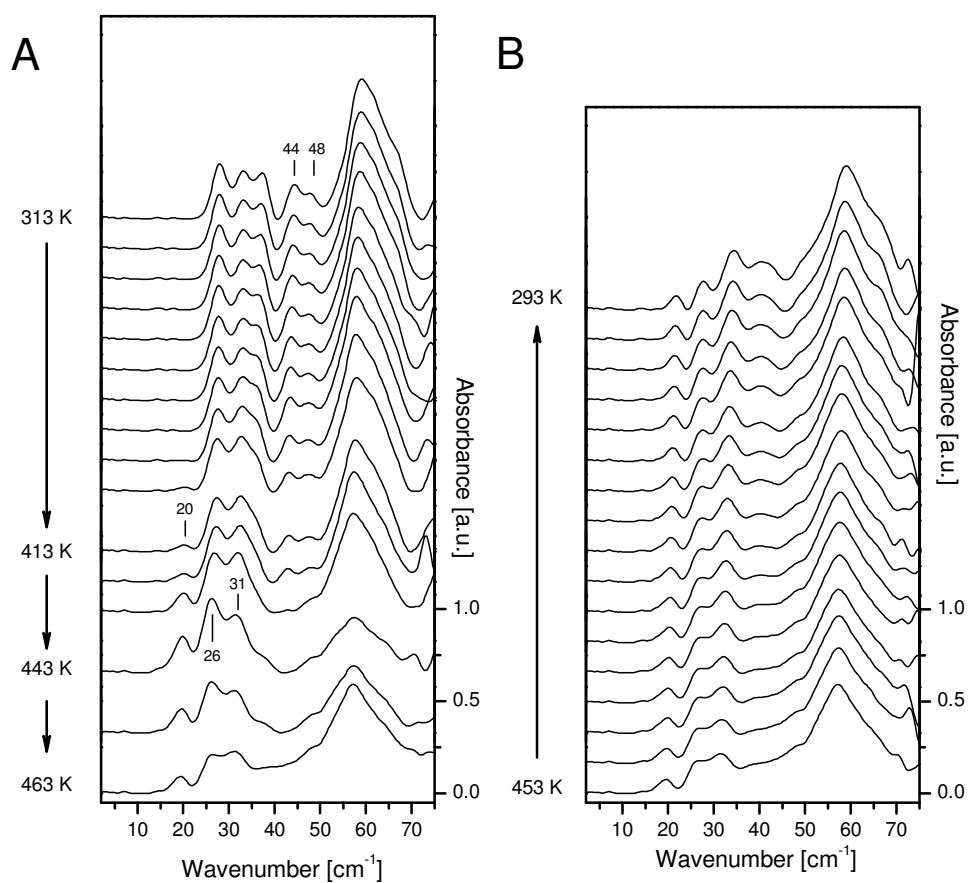 A
B
44 48
313 K
293 K
20
413 K
31
26
443 K
463 K
453 K
Absorbance [a.u.]
1.0
0.5
0.0
Absorbance [a.u.]
1.0
0.5
0.0
10 20 30 40 50 60 70
10 20 30 40 50 60 70
Wavenumber [cm⁻¹]
Wavenumber [cm⁻¹]